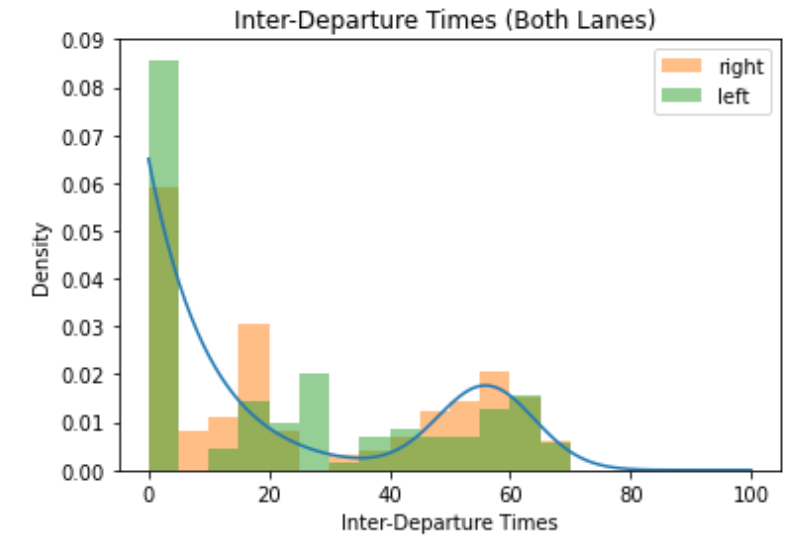 Inter-Departure Times (Both Lanes)
0.09
0.08
0.07
0.06
0.05
0.04
0.03
0.02
0.01
0.00
Density
right
left
0 20 40 60 80 100
Inter-Departure Times